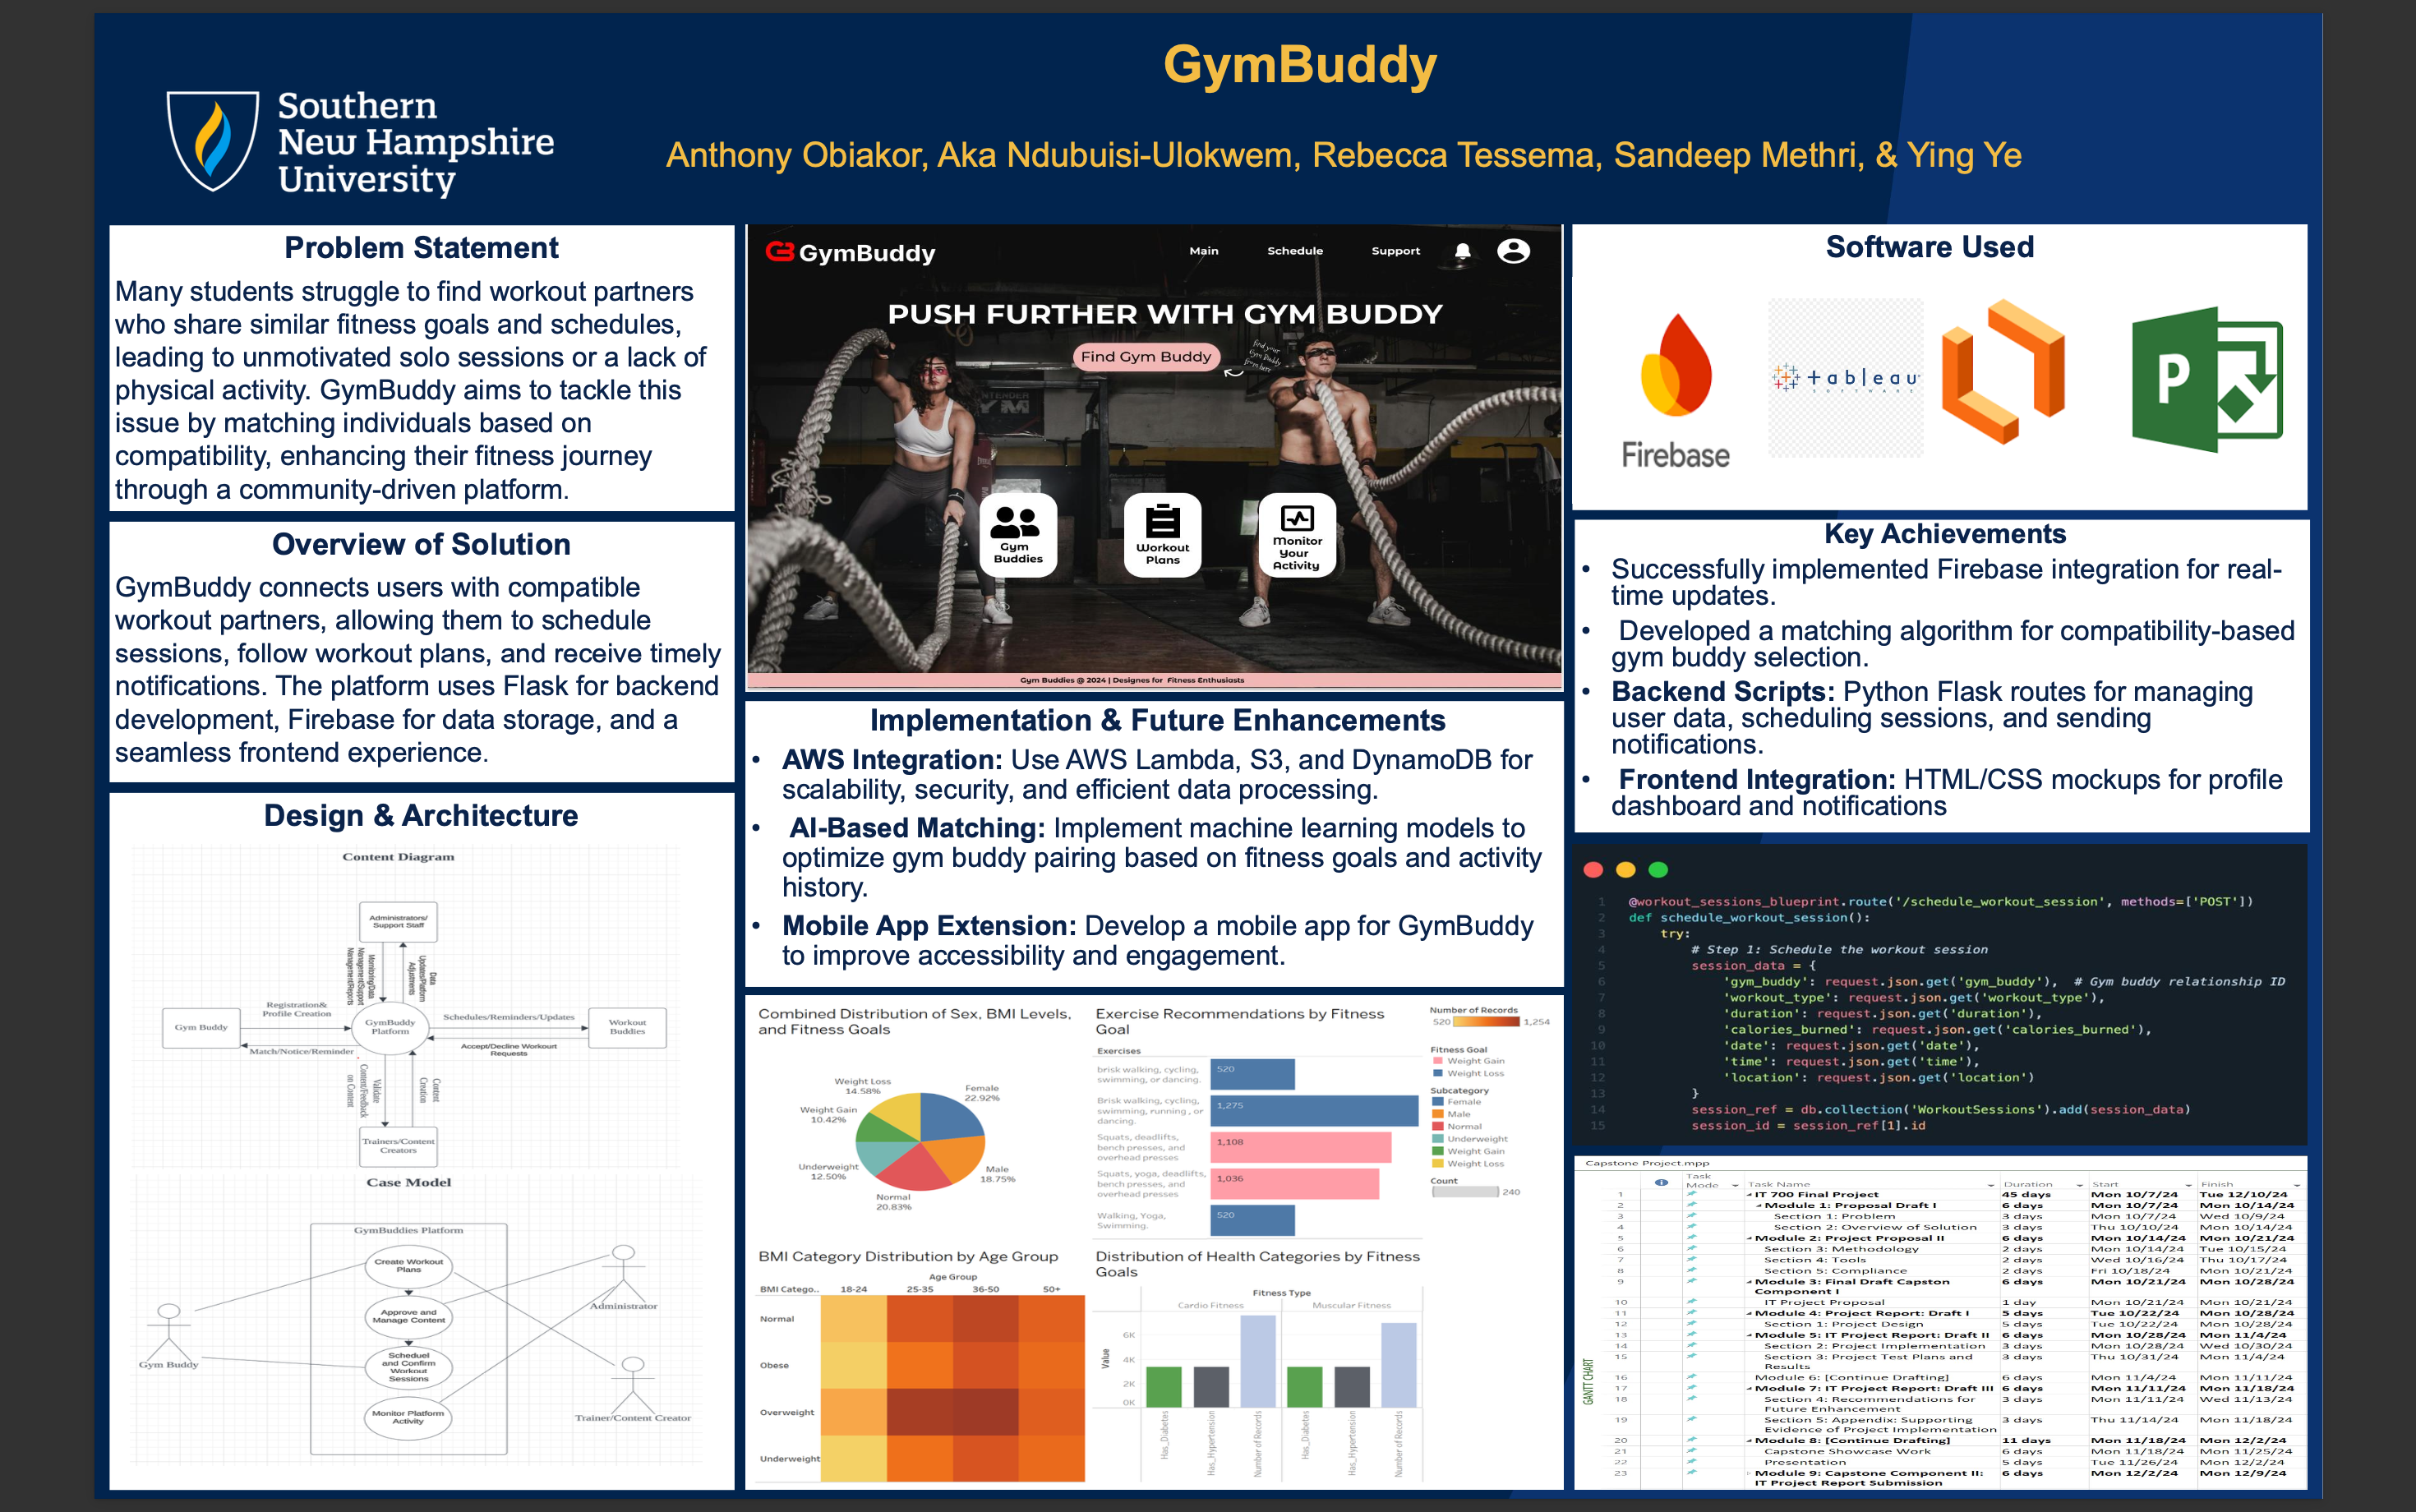 GymBuddy
Southern
New Hampshire
University
Anthony Obiakor, Aka Ndubuisi-Ulokwem, Rebecca Tessema, Sandeep Methri, & Ying Ye
Problem Statement
Many students struggle to find workout partners
who share similar fitness goals and schedules,
leading to unmotivated solo sessions or a lack of
physical activity. GymBuddy aims to tackle this
issue by matching individuals based on
compatibility, enhancing their fitness journey
through a community-driven platform.
Overview of Solution
GymBuddy connects users with compatible
workout partners, allowing them to schedule
sessions, follow workout plans, and receive timely
notifications. The platform uses Flask for backend
development, Firebase for data storage, and a
seamless frontend experience.
Design & Architecture
Content Diagram
Administrators/
Support Staff
Monitoring/Data
Management/Support
Management/Reports
Data
Updates/Platform
Adjustments
Registration&
Profile Creation
Gym Buddy
GymBuddy
Platform
Schedules/Reminders/Updates
Workout
Buddies
Match/Notice/Reminder
Accept/Decline Workourt
Requests
Validate
Content/Feedback
on Content
Content
Creation
Trainers/Content
Creators
Case Model
GymBuddies Platform
Create Workout
Plans
Approve and
Manage Content
Scheduel
and Confirm
Workout
Sessions
Monitor Platform
Activity
Gym Buddy
Administrator
Trainer/Content Creator
GymBuddy
Main
Schedule
Support
PUSH FURTHER WITH GYM BUDDY
Find Gym Buddy
find your
Gym Buddy
from here
Gym
Buddies
Workout
Plans
Monitor
Your
Activity
Gym Buddies @ 2024 | Designes for Fitness Enthusiasts
Implementation & Future Enhancements
• AWS Integration: Use AWS Lambda, S3, and DynamoDB for
scalability, security, and efficient data processing.
• AI-Based Matching: Implement machine learning models to
optimize gym buddy pairing based on fitness goals and activity
history.
• Mobile App Extension: Develop a mobile app for GymBuddy
to improve accessibility and engagement.
Combined Distribution of Sex, BMI Levels,
and Fitness Goals
Weight Loss
14.58%
Female
22.92%
Weight Gain
10.42%
Underweight
12.50%
Male
18.75%
Normal
20.83%
Exercise Recommendations by Fitness
Goal
Exercises
brisk walking, cycling,
swimming, or dancing.
520
Brisk walking, cycling,
swimming, running , or
dancing.
1,275
Squats, deadlifts,
bench presses, and
overhead presses
1,108
Squats, yoga, deadlifts,
bench presses, and
overhead presses
1,036
Walking, Yoga,
Swimming.
520
Number of Records
520 1,254
Fitness Goal
Weight Gain
Weight Loss
Subcategory
Female
Male
Normal
Underweight
Weight Gain
Weight Loss
Count
240
BMI Category Distribution by Age Group
Age Group
BMI Catego.. 18-24 25-35 36-50 50+
Normal
Obese
Overweight
Underweight
Distribution of Health Categories by Fitness
Goals
Fitness Type
Cardio Fitness Muscular Fitness
Value
6K
4K
2K
0K
Has_Diabetes
Has_Hypertension
Number of Records
Has_Diabetes
Has_Hypertension
Number of Records
Software Used
Firebase
tableau
SOFTWARE
P
Key Achievements
• Successfully implemented Firebase integration for real-
time updates.
• Developed a matching algorithm for compatibility-based
gym buddy selection.
• Backend Scripts: Python Flask routes for managing
user data, scheduling sessions, and sending
notifications.
• Frontend Integration: HTML/CSS mockups for profile
dashboard and notifications
1 @workout_sessions_blueprint.route('/schedule_workout_session', methods=['POST'])
2 def schedule_workout_session():
3 try:
4 # Step 1: Schedule the workout session
5 session_data = {
6 'gym_buddy': request.json.get('gym_buddy'), # Gym buddy relationship ID
7 'workout_type': request.json.get('workout_type'),
8 'duration': request.json.get('duration'),
9 'calories_burned': request.json.get('calories_burned'),
10 'date': request.json.get('date'),
11 'time': request.json.get('time'),
12 'location': request.json.get('location')
13 }
14 session_ref = db.collection('WorkoutSessions').add(session_data)
15 session_id = session_ref[1].id
Capstone Project.mpp
Task
Mode Task Name Duration Start Finish
1 IT 700 Final Project 45 days Mon 10/7/24 Tue 12/10/24
2 Module 1: Proposal Draft I 6 days Mon 10/7/24 Mon 10/14/24
3 Section 1: Problem 3 days Mon 10/7/24 Wed 10/9/24
4 Section 2: Overview of Solution 3 days Thu 10/10/24 Mon 10/14/24
5 Module 2: Project Proposal II 6 days Mon 10/14/24 Mon 10/21/24
6 Section 3: Methodology 2 days Mon 10/14/24 Tue 10/15/24
7 Section 4: Tools 2 days Wed 10/16/24 Thu 10/17/24
8 Section 5: Compliance 2 days Fri 10/18/24 Mon 10/21/24
9 Module 3: Final Draft Capston 6 days Mon 10/21/24 Mon 10/28/24
Component I
10 IT Project Proposal 1 day Mon 10/21/24 Mon 10/21/24
11 Module 4: Project Report: Draft I 5 days Tue 10/22/24 Mon 10/28/24
12 Section 1: Project Design 5 days Tue 10/22/24 Mon 10/28/24
13 Module 5: IT Project Report: Draft II 6 days Mon 10/28/24 Mon 11/4/24
14 Section 2: Project Implementation 3 days Mon 10/28/24 Wed 10/30/24
15 Section 3: Project Test Plans and 3 days Thu 10/31/24 Mon 11/4/24
Results
16 Module 6: [Continue Drafting] 6 days Mon 11/4/24 Mon 11/11/24
17 Module 7: IT Project Report: Draft III 6 days Mon 11/11/24 Mon 11/18/24
18 Section 4: Recommendations for 3 days Mon 11/11/24 Wed 11/13/24
Future Enhancement
19 Section 5: Appendix: Supporting 3 days Thu 11/14/24 Mon 11/18/24
Evidence of Project Implementation
20 Module 8: [Continue Drafting] 11 days Mon 11/18/24 Mon 12/2/24
21 Capstone Showcase Work 6 days Mon 11/18/24 Mon 11/25/24
22 Presentation 5 days Tue 11/26/24 Mon 12/2/24
23 Module 9: Capstone Component II: 6 days Mon 12/2/24 Mon 12/9/24
IT Project Report Submission
GANTT CHART